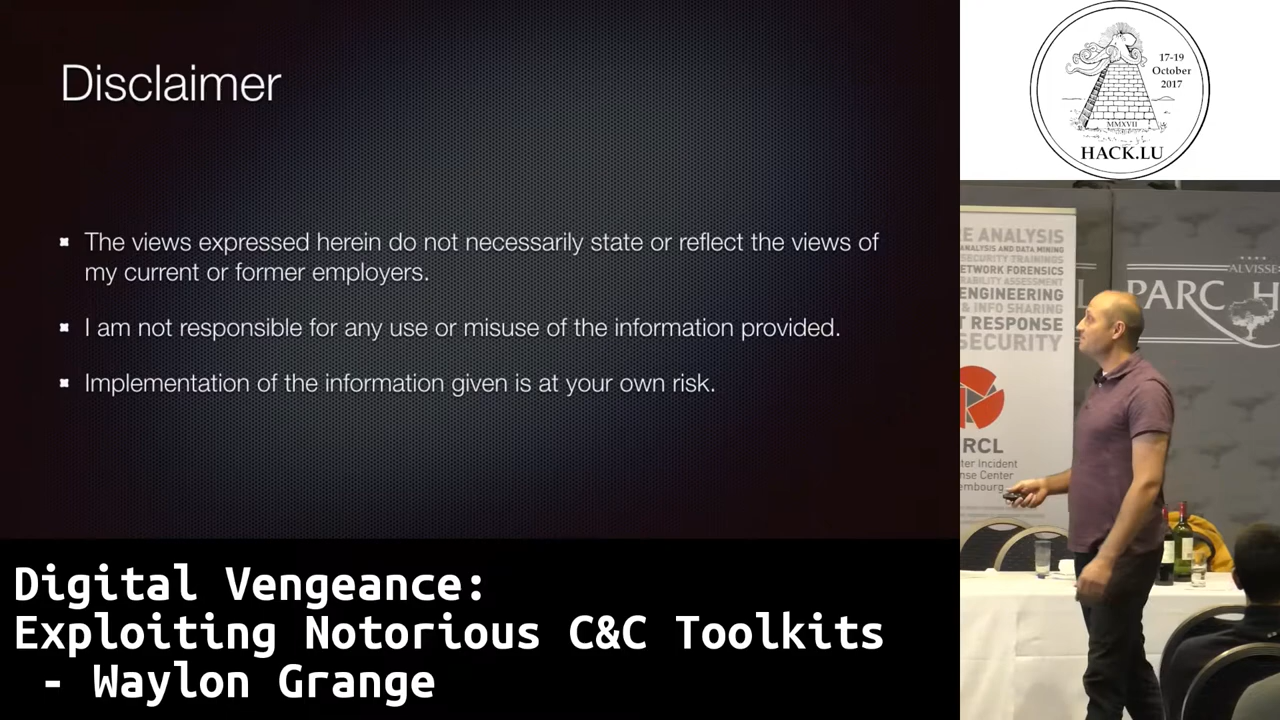 Disclaimer
The views expressed herein do not necessarily state or reflect the views of
my current or former employers.
I am not responsible for any use or misuse of the information provided.
Implementation of the information given is at your own risk.
Digital Vengeance:
Exploiting Notorious C&C Toolkits
- Waylon Grange
17-19
October
2017
MMXVII
HACK.LU
ANALYSIS
ANALYSIS AND DATA MINING
SECURITY TRAININGS
NETWORK FORENSICS
ASSESSMENT
ENGINEERING
& INFO SHARING
RESPONSE
SECURITY
RCL
Incident
Center
ALVISSE
PARC H